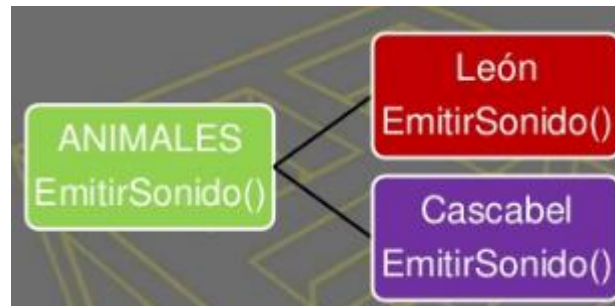 ANIMALES
EmitirSonido()
León
EmitirSonido()
Cascabel
EmitirSonido()